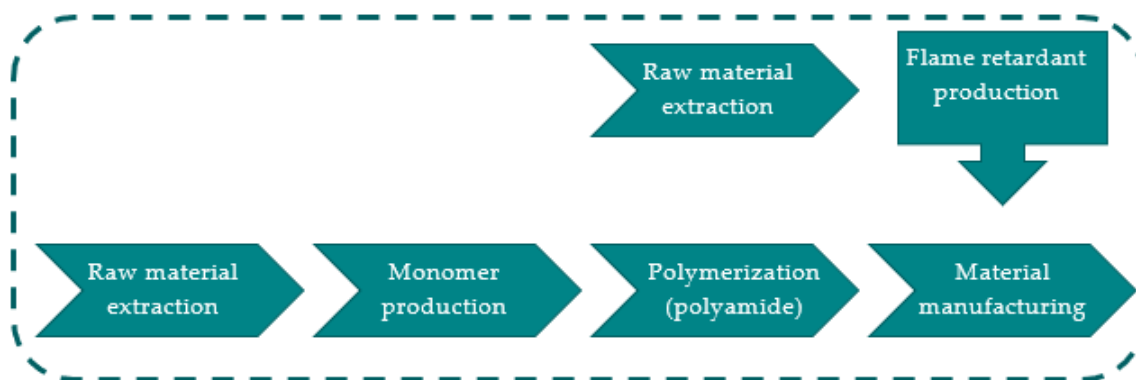 Raw material
extraction
Flame retardant
production
Raw material
extraction
Monomer
production
Polymerization
(polyamide)
Material
manufacturing